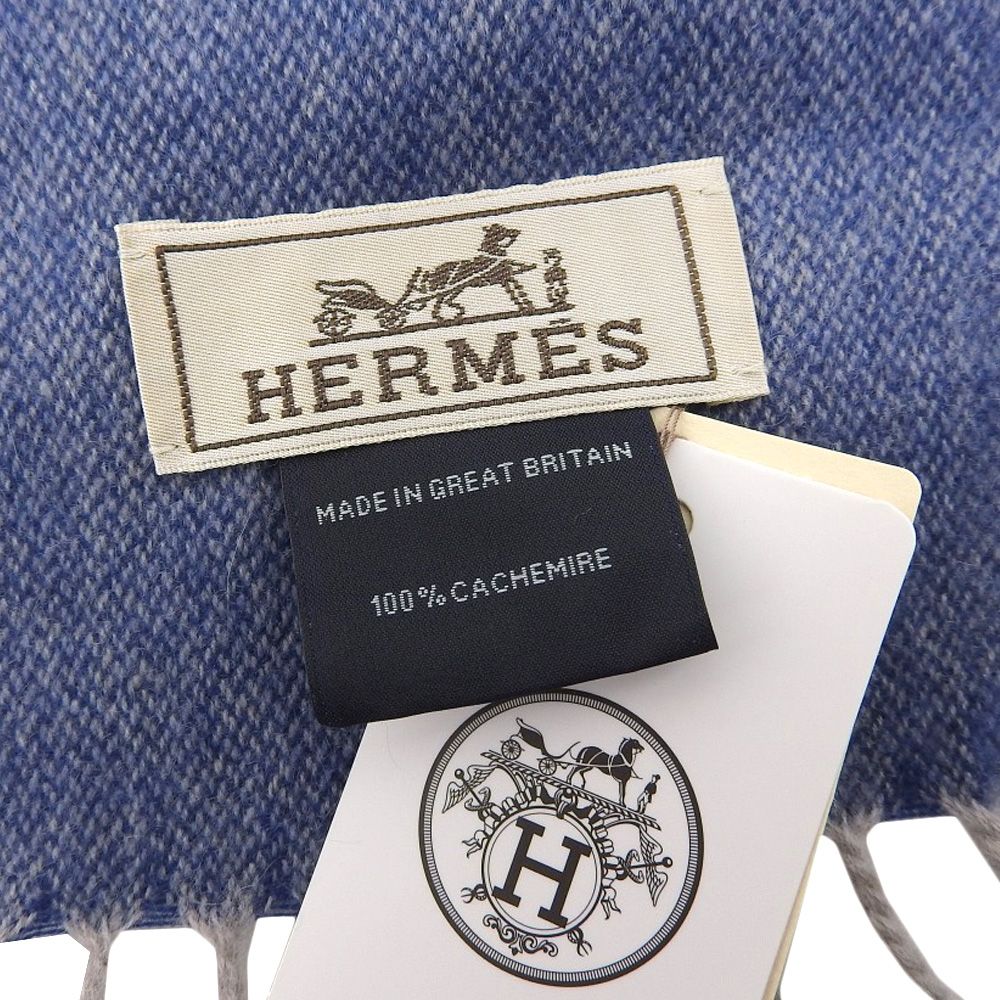 HERMÈS
MADE IN GREAT BRITAIN
100% CACHEMIRE
H